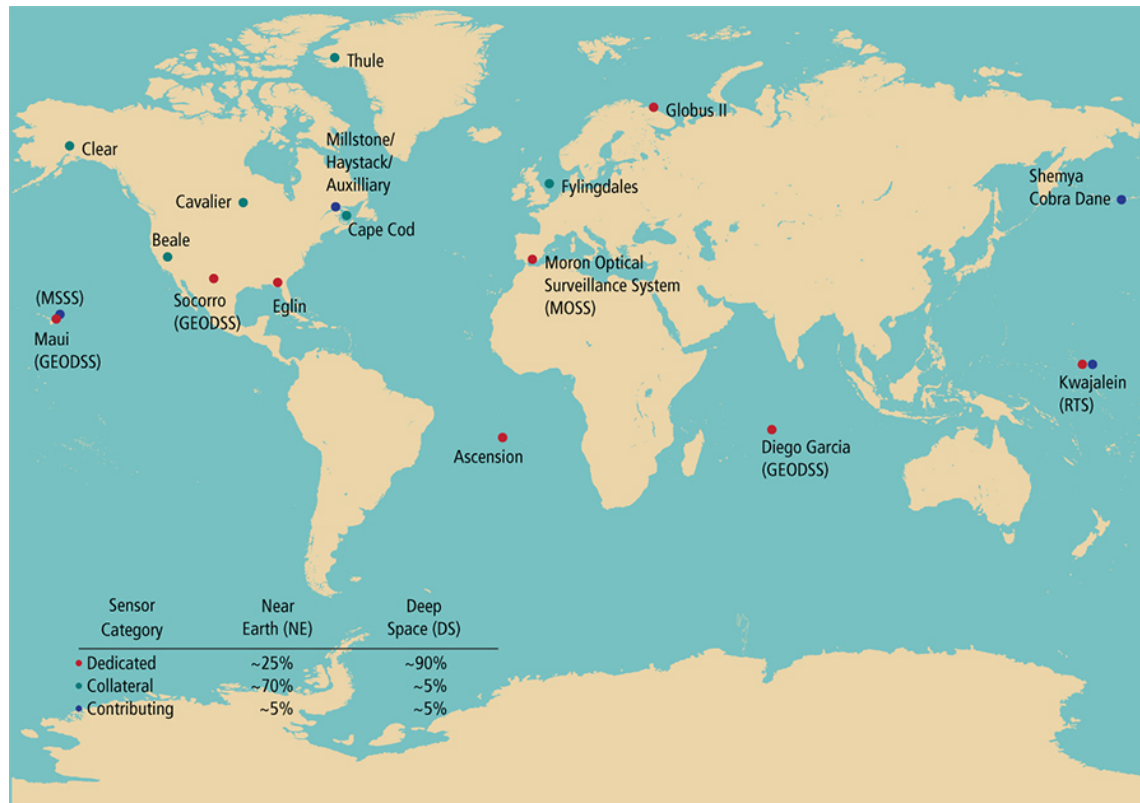 Thule
Globus II
Clear
Millstone/
Haystack/
Auxilliary
Cavalier
Cape Cod
Fylingdales
Shemya
Cobra Dane
Beale
Socorro
(GEODSS)
Eglin
Moron Optical
Surveillance System
(MOSS)
(MSSS)
Maui
(GEODSS)
Kwajalein
(RTS)
Ascension
Diego Garcia
(GEODSS)
Sensor Category Near Earth (NE) Deep Space (DS)
Dedicated ~25% ~90%
Collateral ~70% ~5%
Contributing ~5% ~5%